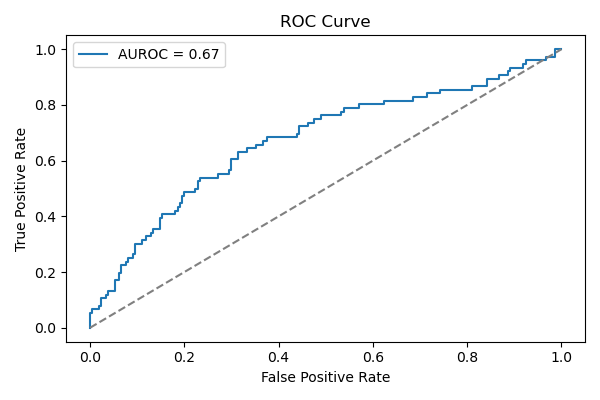 ROC Curve
AUROC = 0.67
True Positive Rate
1.0
0.8
0.6
0.4
0.2
0.0
0.0 0.2 0.4 0.6 0.8 1.0
False Positive Rate